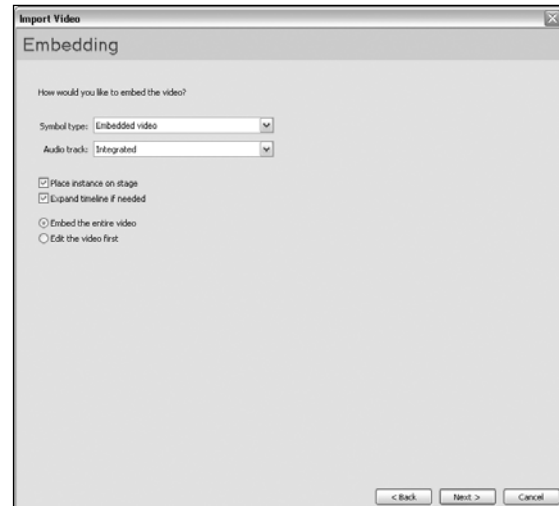 Import Video
Embedding
How would you like to embed the video?
Symbol type: Embedded video
Audio track: Integrated
Place instance on stage
Expand timeline if needed
Embed the entire video
Edit the video first
< Back Next > Cancel